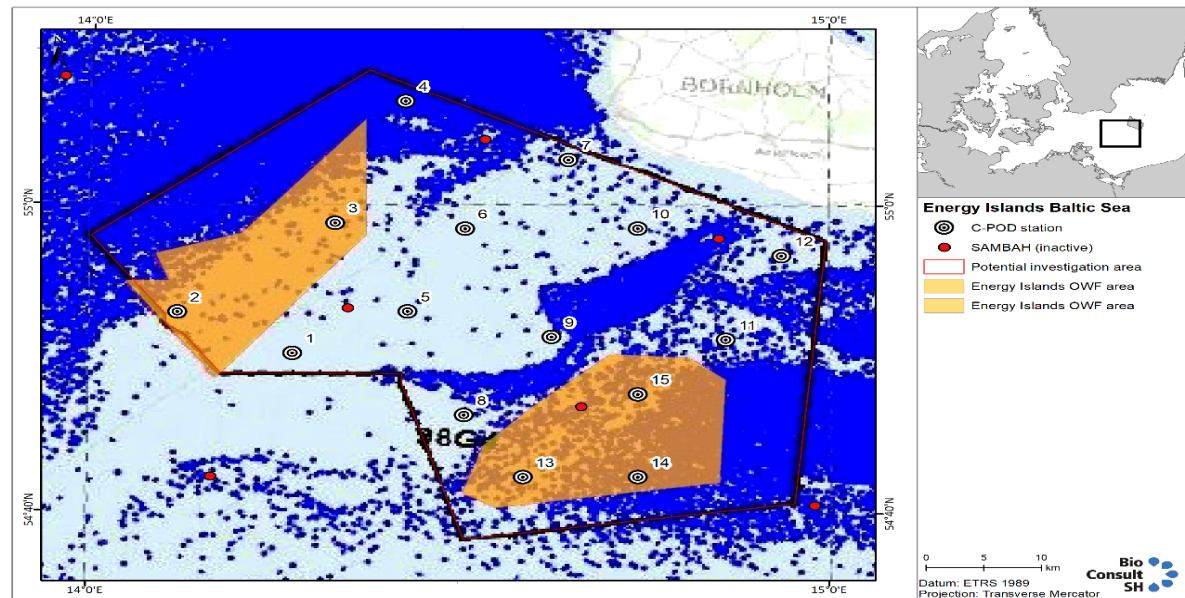 14°0'E
15°0'E
N
BORNHOLM
4
7
55°0'N
55°0'N
3
6
10
12
2
5
9
11
1
15
8
38G
13
14
54°40'N
54°40'N
14°0'E
15°0'E
Energy Islands Baltic Sea
C-POD station
SAMBAH (inactive)
Potential investigation area
Energy Islands OWF area
Energy Islands OWF area
0 5 10
km
Datum: ETRS 1989
Projection: Transverse Mercator
Bio
Consult
SH